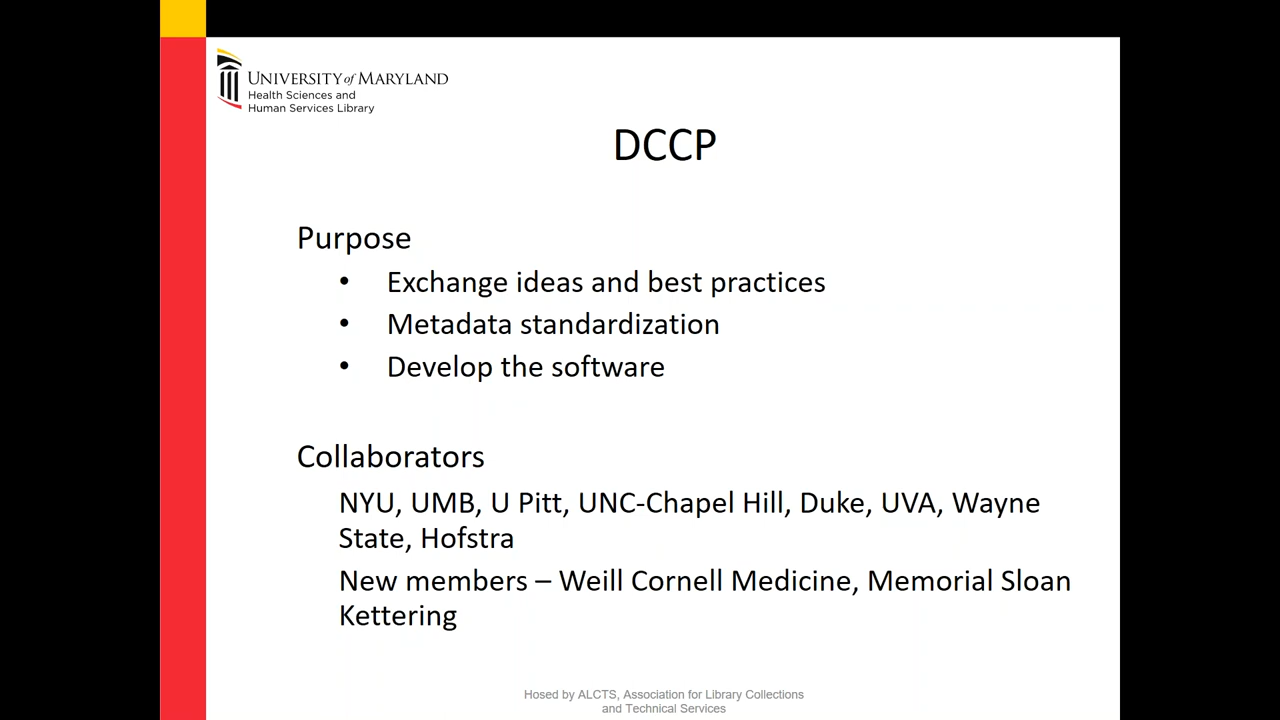 UNIVERSITY of MARYLAND
Health Sciences and
Human Services Library
DCCP
Purpose
• Exchange ideas and best practices
• Metadata standardization
• Develop the software
Collaborators
NYU, UMB, U Pitt, UNC-Chapel Hill, Duke, UVA, Wayne
State, Hofstra
New members – Weill Cornell Medicine, Memorial Sloan
Kettering
Hosed by ALCTS, Association for Library Collections
and Technical Services